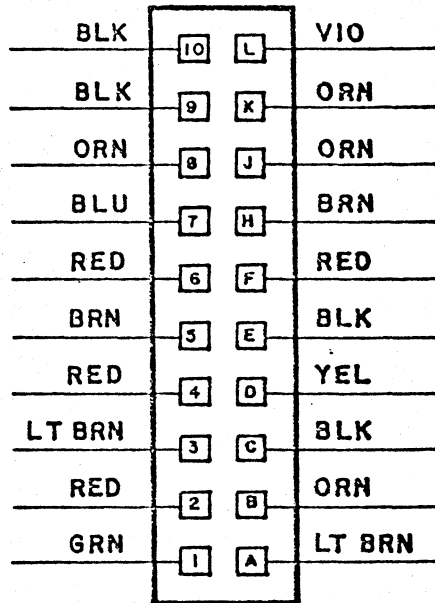 BLK 10 L VIO
BLK 9 K ORN
ORN 8 J ORN
BLU 7 H BRN
RED 6 F RED
BRN 5 E BLK
RED 4 D YEL
LT BRN 3 C BLK
RED 2 B ORN
GRN 1 A LT BRN